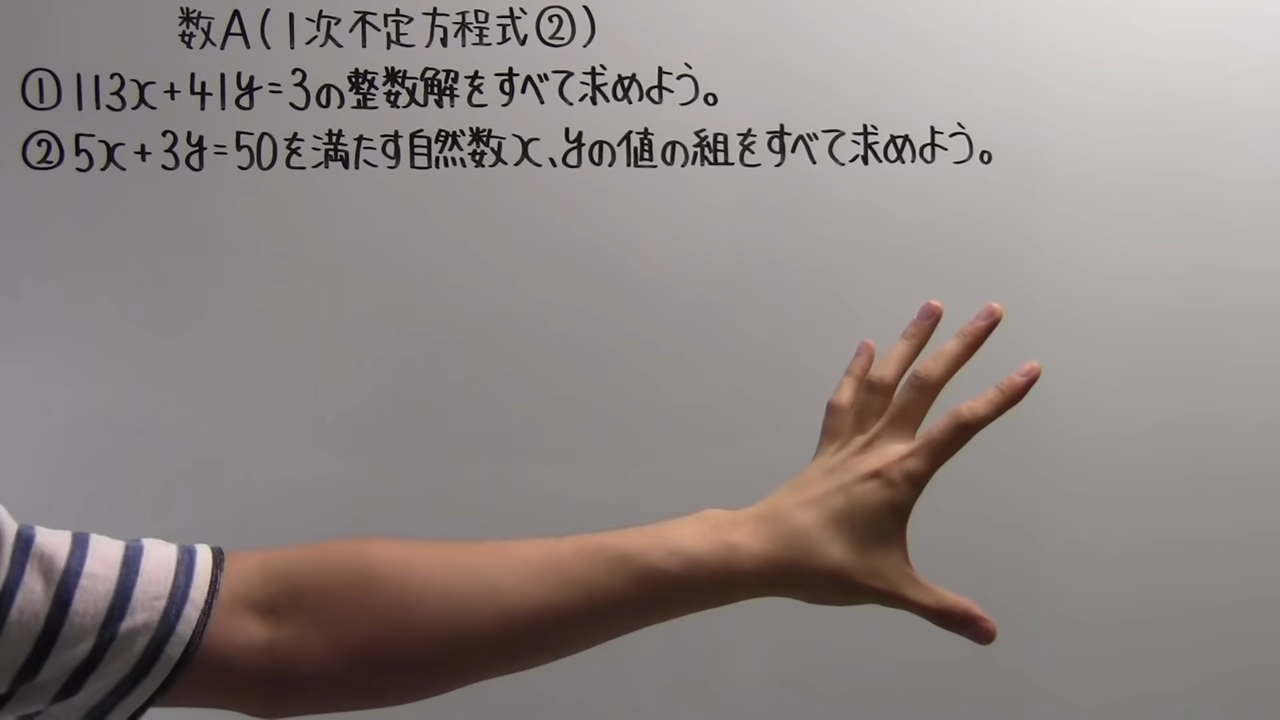 数A(1次不定方程式②)
①113x+41y=3の整数解をすべて求めよう。
②5x+3y=50を満たす自然数x、yの値の組をすべて求めよう。